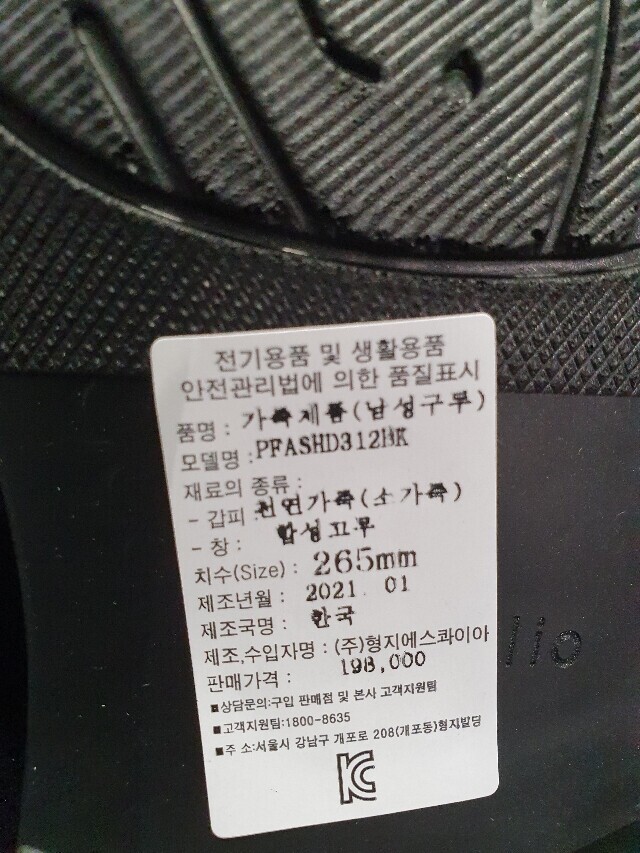 전기용품 및 생활용품
안전관리법에 의한 품질표시
품명 : 가죽제품(남성구두)
모델명 : PFASHD312BK
재료의 종류 :
- 갑피 : 천연가죽(소가죽)
- 창 : 합성고무
치수(Size) : 265mm
제조년월 : 2021 01
제조국명 : 한국
제조,수입자명 : (주)형지에스콰이아
판매가격 : 198,000
■상담문의:구입 판매점 및 본사 고객지원팀
■고객지원팀:1800-8635
■주 소:서울시 강남구 개포로 208(개포동)형지빌딩
KC
lio